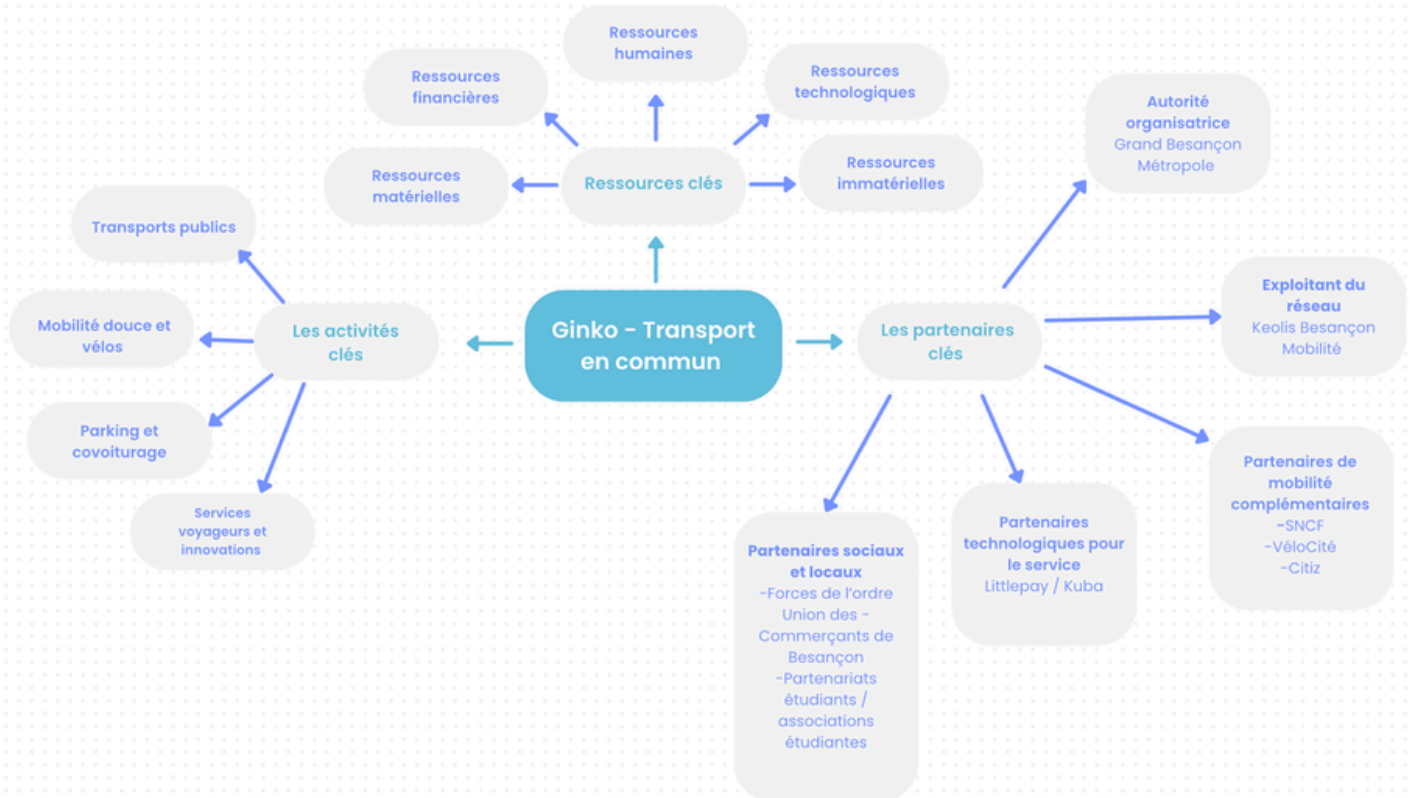 Ressources
humaines
Ressources
financières
Ressources
technologiques
Ressources
matérielles
Ressources clés
Ressources
immatérielles
Autorité
organisatrice
Grand Besançon
Métropole
Transports publics
Mobilité douce et
vélos
Les activités
clés
Ginko - Transport
en commun
Les partenaires
clés
Exploitant du
réseau
Keolis Besançon
Mobilité
Parking et
covoiturage
Services
voyageurs et
innovations
Partenaires de
mobilité
complémentaires
-SNCF
-VéloCité
-Citiz
Partenaires
technologiques pour
le service
Littlepay / Kuba
Partenaires sociaux
et locaux
-Forces de l'ordre
Union des -
Commerçants de
Besançon
-Partenariats
étudiants /
associations
étudiantes